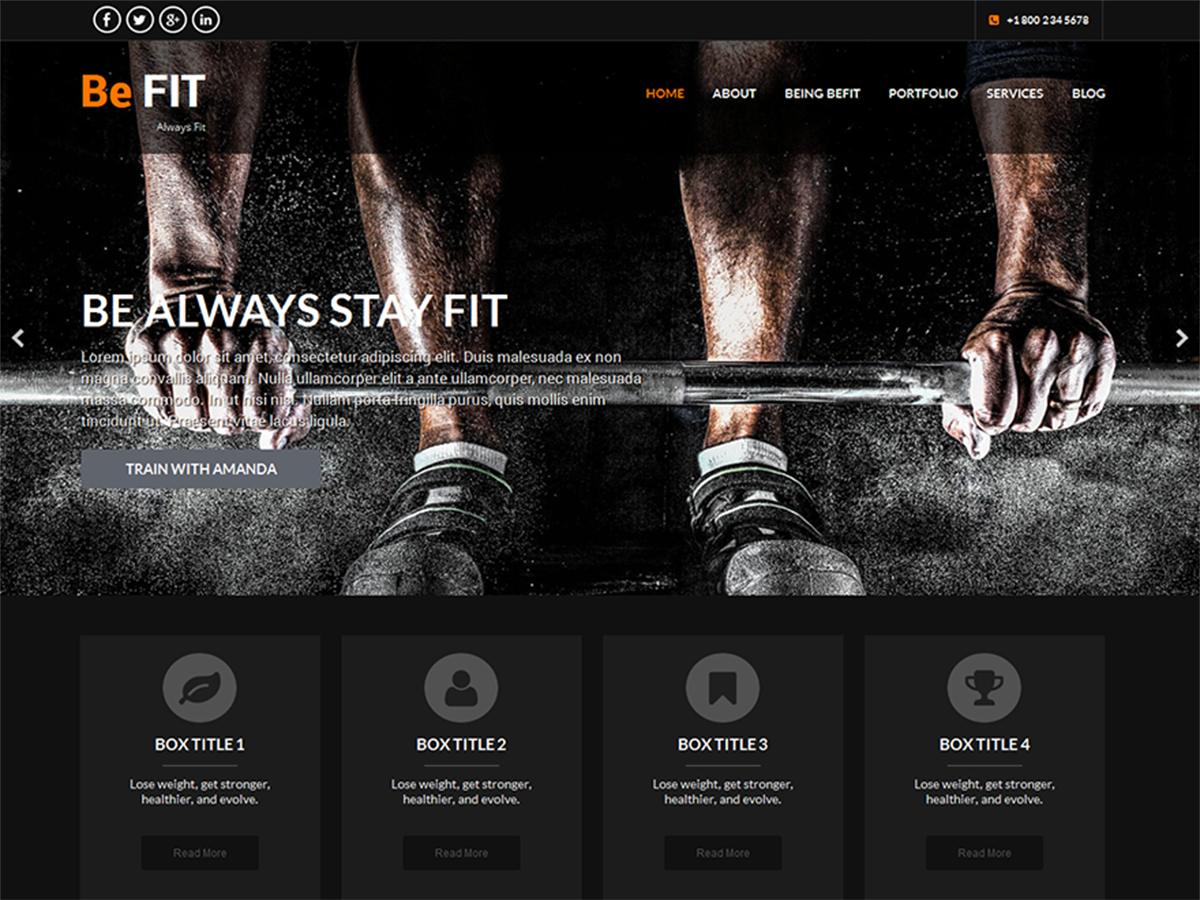 +1 800 234 5678
Be FIT
Always Fit
HOME ABOUT BEING BEFIT PORTFOLIO SERVICES BLOG
BE ALWAYS STAY FIT
Lorem ipsum dolor sit amet, consectetur adipiscing elit. Duis malesuada ex non
magna convallis aliquam. Nulla ullamcorper elit a ante ullamcorper, nec malesuada
massa commodo. In ut nisi nisl. Nullam porta fringilla purus, quis mollis enim
tincidunt ut. Praesent vitae lacus ligula.
TRAIN WITH AMANDA
BOX TITLE 1
Lose weight, get stronger,
healthier, and evolve.
Read More
BOX TITLE 2
Lose weight, get stronger,
healthier, and evolve.
Read More
BOX TITLE 3
Lose weight, get stronger,
healthier, and evolve.
Read More
BOX TITLE 4
Lose weight, get stronger,
healthier, and evolve.
Read More